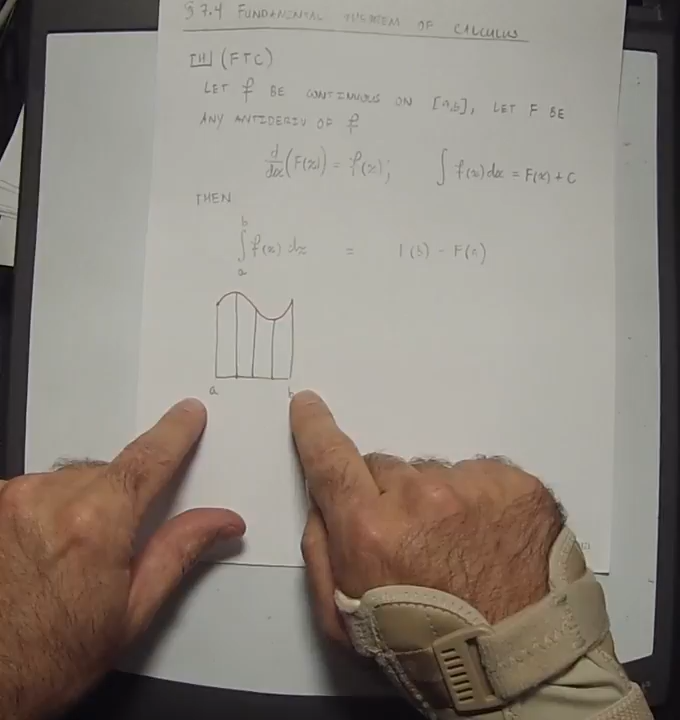 § 7.4 FUNDAMENTAL THEOREM OF CALCULUS
TH (FTC)
LET f BE CONTINUOUS ON [a,b], LET F BE
ANY ANTIDERIV OF f
d/dx (F(x)) = f(x); ∫ f(x) dx = F(x) + C
THEN
∫_a^b f(x) dx = F(b) - F(a)
a b